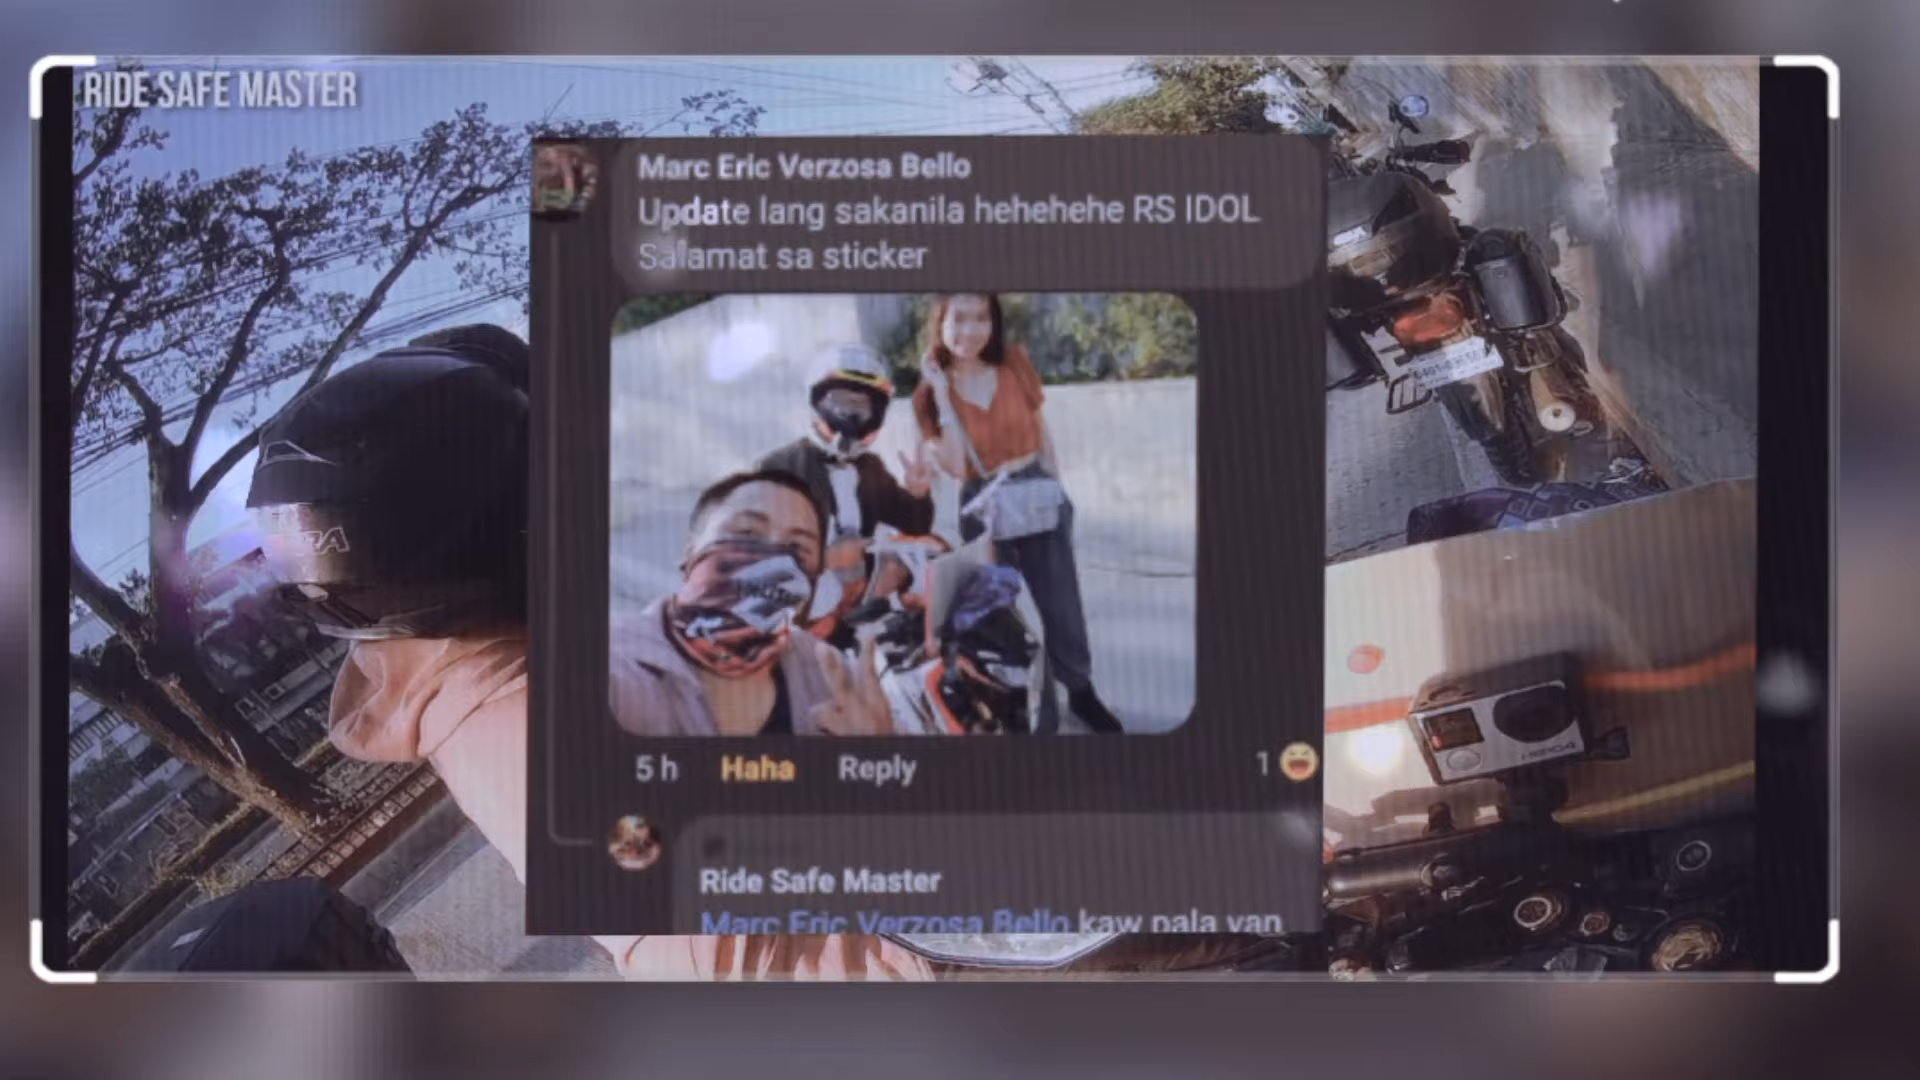 RIDE SAFE MASTER
Marc Eric Verzosa Bello
Update lang sakanila hehehehe RS IDOL
Salamat sa sticker
5 h Haha Reply 1
Ride Safe Master
Marc Eric Verzosa Bello kaw pala yan
HERO4